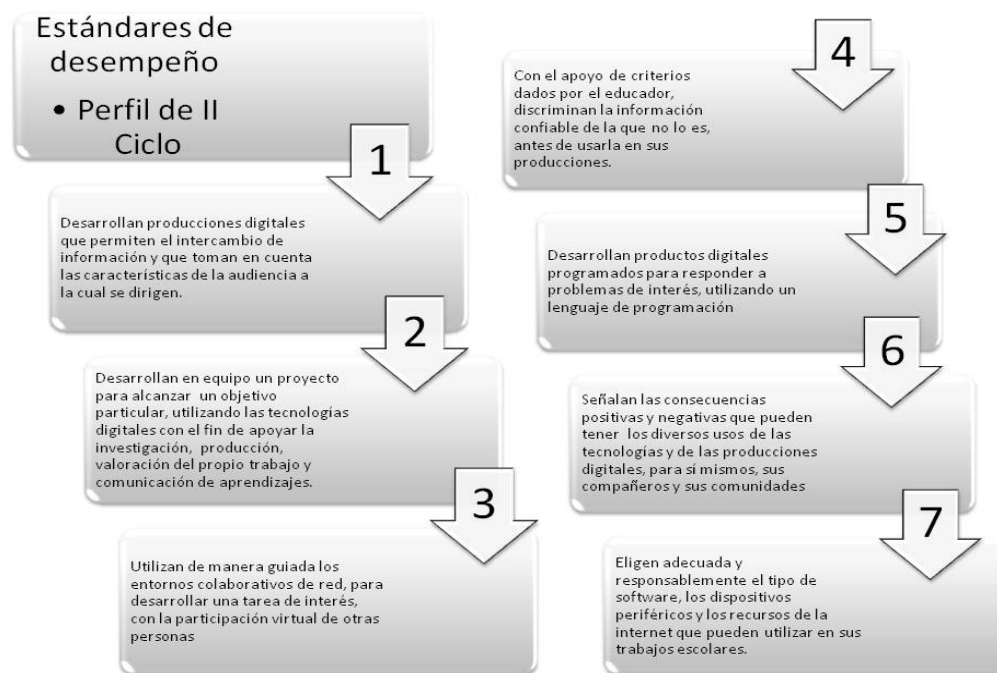 Estándares de
desempeño
• Perfil de II
Ciclo
1
Desarrollan producciones digitales
que permiten el intercambio de
información y que toman en cuenta
las características de la audiencia a
la cual se dirigen.
2
Desarrollan en equipo un proyecto
para alcanzar un objetivo
particular, utilizando las tecnologías
digitales con el fin de apoyar la
investigación, producción,
valoración del propio trabajo y
comunicación de aprendizajes.
3
Utilizan de manera guiada los
entornos colaborativos de red, para
desarrollar una tarea de interés,
con la participación virtual de otras
personas
4
Con el apoyo de criterios
dados por el educador,
discriminan la información
confiable de la que no lo es,
antes de usarla en sus
producciones.
5
Desarrollan productos digitales
programados para responder a
problemas de interés, utilizando un
lenguaje de programación
6
Señalan las consecuencias
positivas y negativas que pueden
tener los diversos usos de las
tecnologías y de las producciones
digitales, para sí mismos, sus
compañeros y sus comunidades
7
Eligen adecuada y
responsablemente el tipo de
software, los dispositivos
periféricos y los recursos de la
internet que pueden utilizar en sus
trabajos escolares.